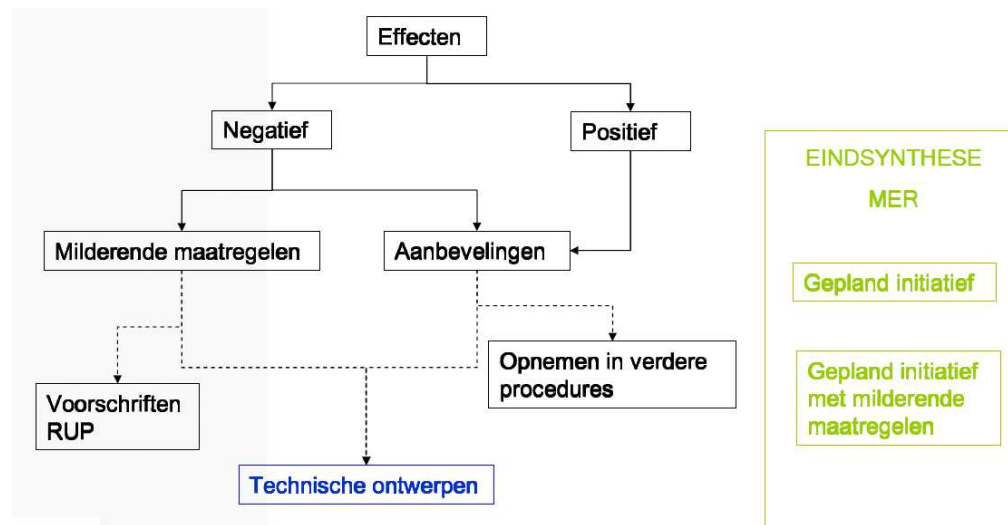 Effecten
Negatief
Positief
Milderende maatregelen
Aanbevelingen
Voorschriften
RUP
Opnemen in verdere
procedures
Technische ontwerpen
EINDSYNTHESE
MER
Gepland initiatief
Gepland initiatief
met milderende
maatregelen